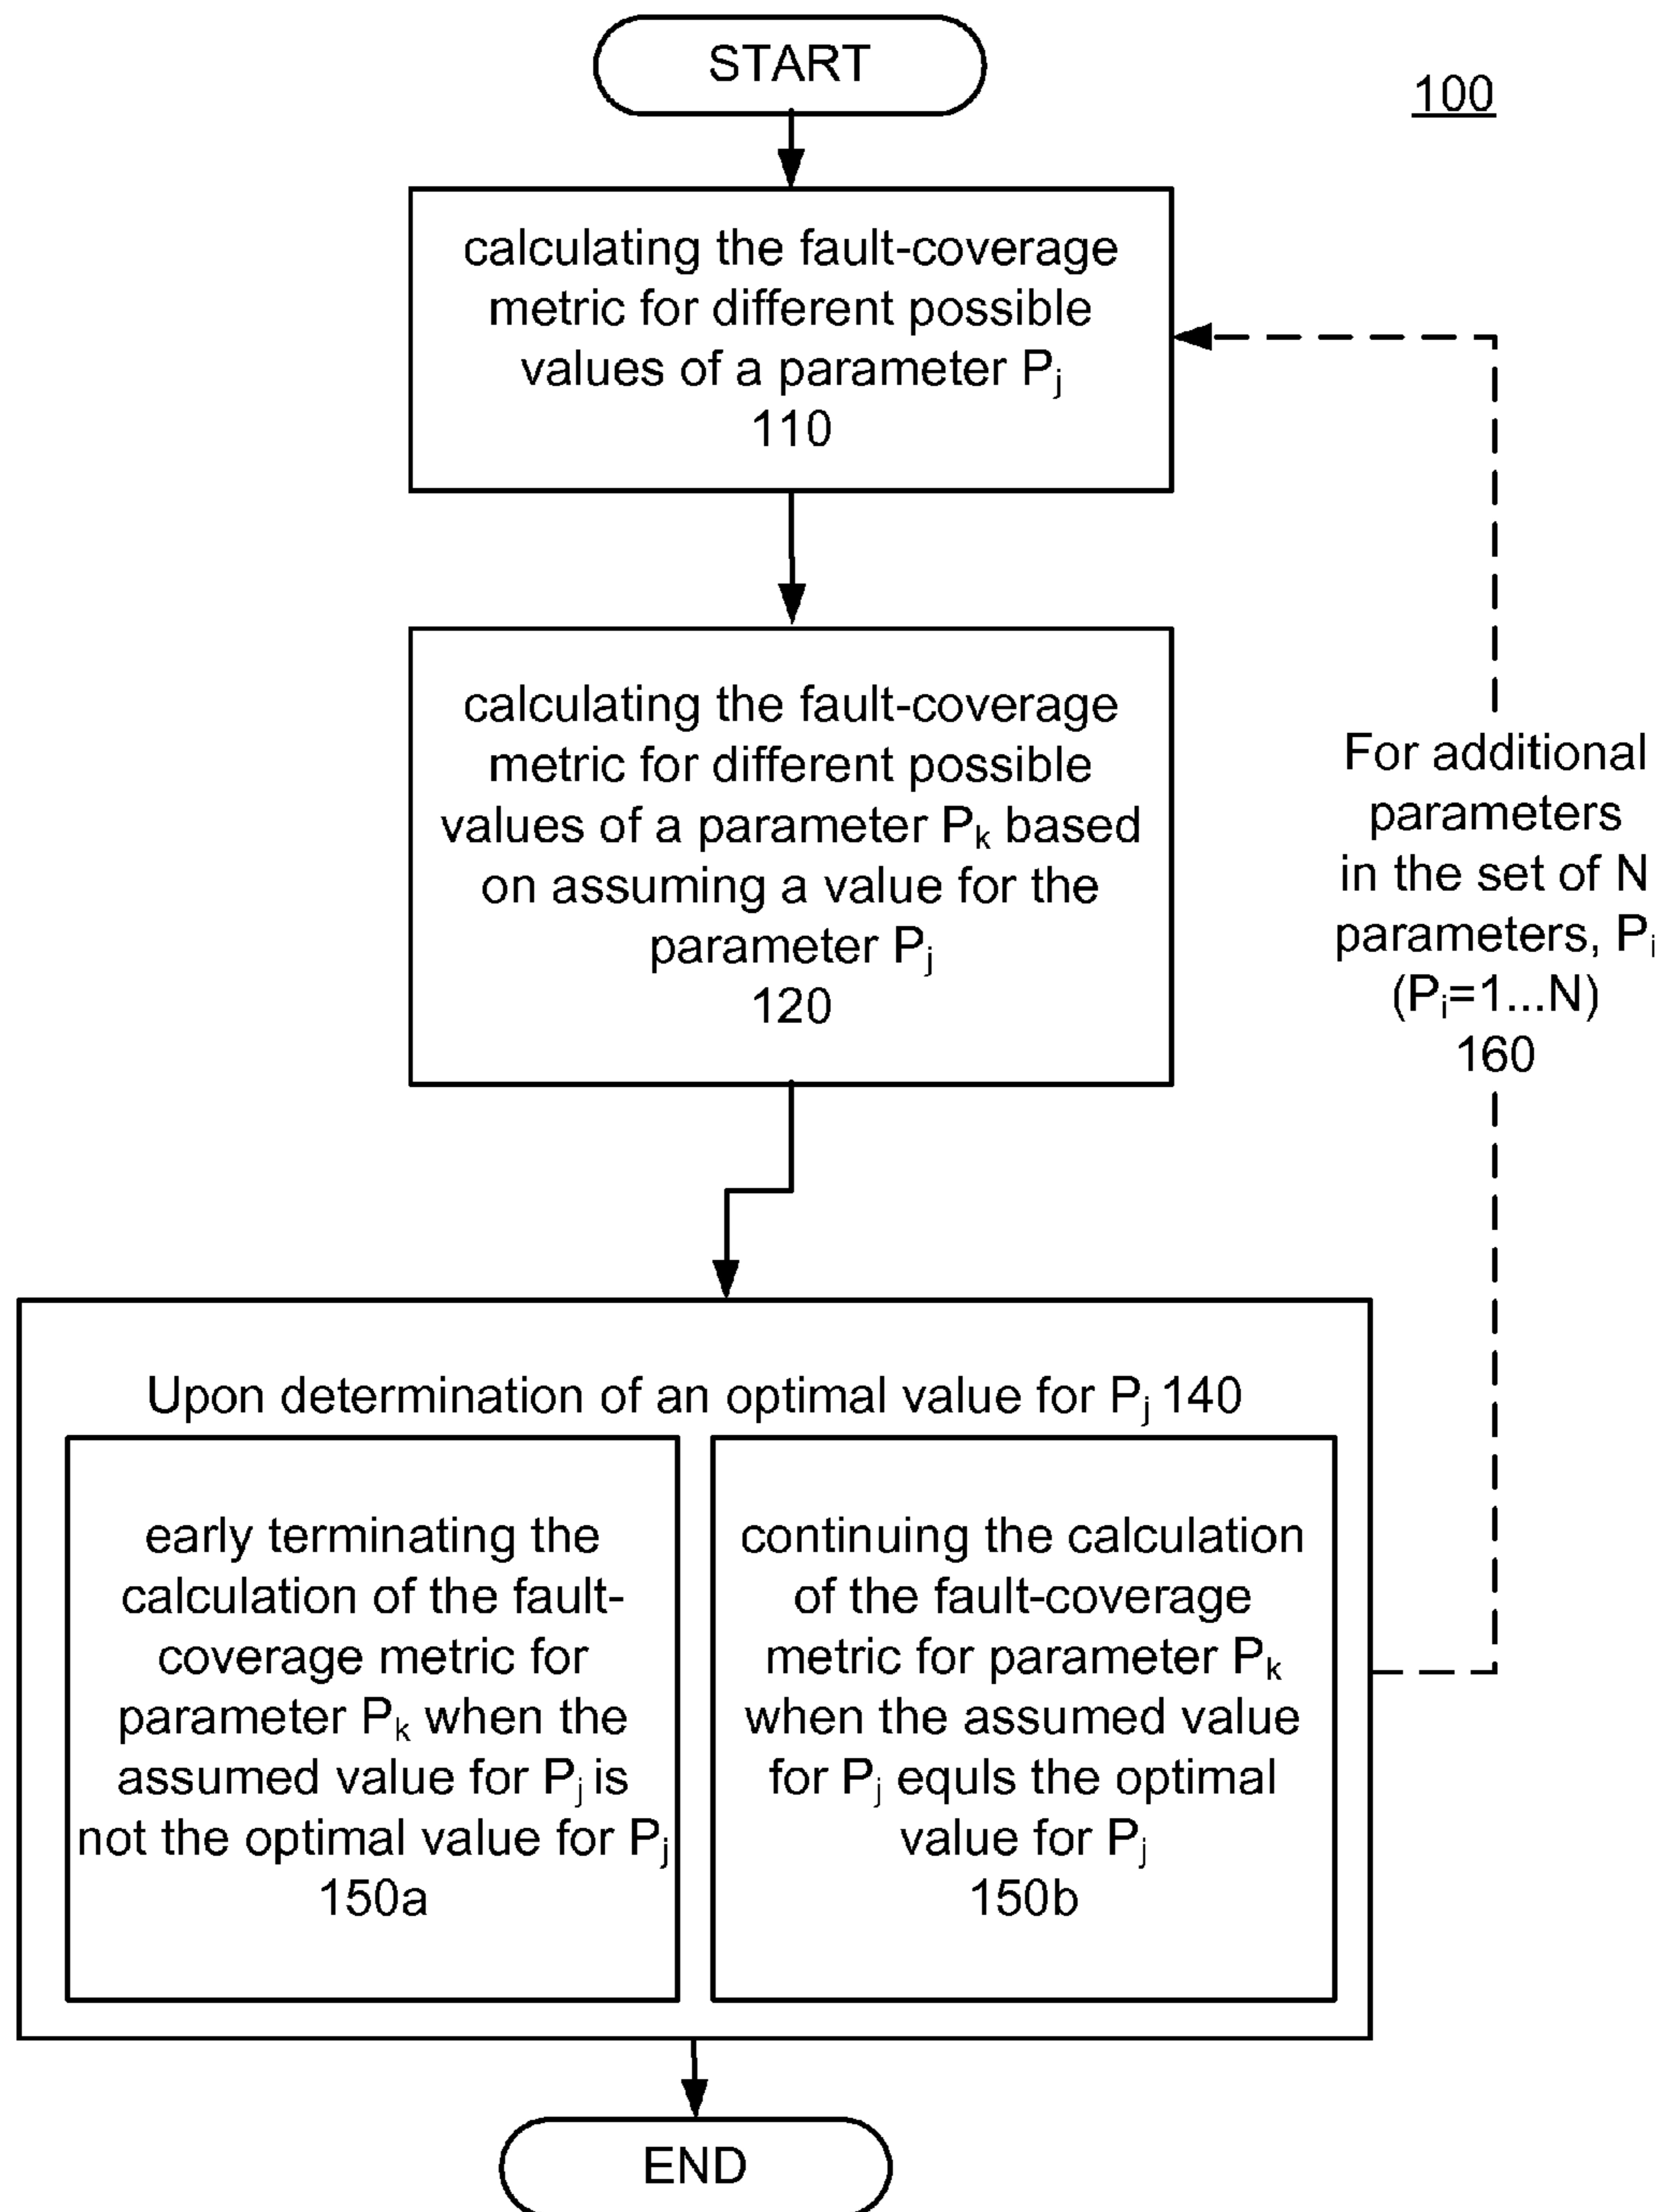 START
100
calculating the fault-coverage
metric for different possible
values of a parameter Pj
110
calculating the fault-coverage
metric for different possible
values of a parameter Pk based
on assuming a value for the
parameter Pj
120
For additional
parameters
in the set of N
parameters, Pi
(Pi=1...N)
160
Upon determination of an optimal value for Pj 140
early terminating the
calculation of the fault-
coverage metric for
parameter Pk when the
assumed value for Pj is
not the optimal value for Pj
150a
continuing the calculation
of the fault-coverage
metric for parameter Pk
when the assumed value
for Pj equls the optimal
value for Pj
150b
END